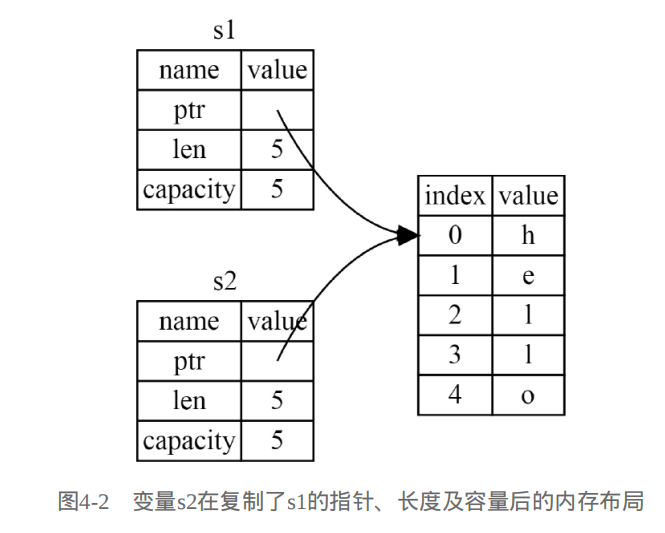 s1
name value
ptr
len 5
capacity 5
s2
name value
ptr
len 5
capacity 5
index value
0 h
1 e
2 l
3 l
4 o
图4-2 变量s2在复制了s1的指针、长度及容量后的内存布局